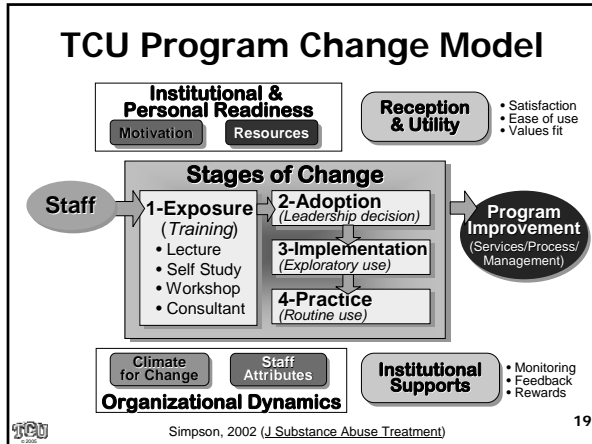 TCU Program Change Model
Institutional &
Personal Readiness
Motivation
Resources
Reception
& Utility
• Satisfaction
• Ease of use
• Values fit
Stages of Change
Staff
1-Exposure
(Training)
• Lecture
• Self Study
• Workshop
• Consultant
2-Adoption
(Leadership decision)
3-Implementation
(Exploratory use)
4-Practice
(Routine use)
Program
Improvement
(Services/Process/
Management)
Climate
for Change
Staff
Attributes
Organizational Dynamics
Institutional
Supports
• Monitoring
• Feedback
• Rewards
TCU
© 2005
Simpson, 2002 (J Substance Abuse Treatment)
19